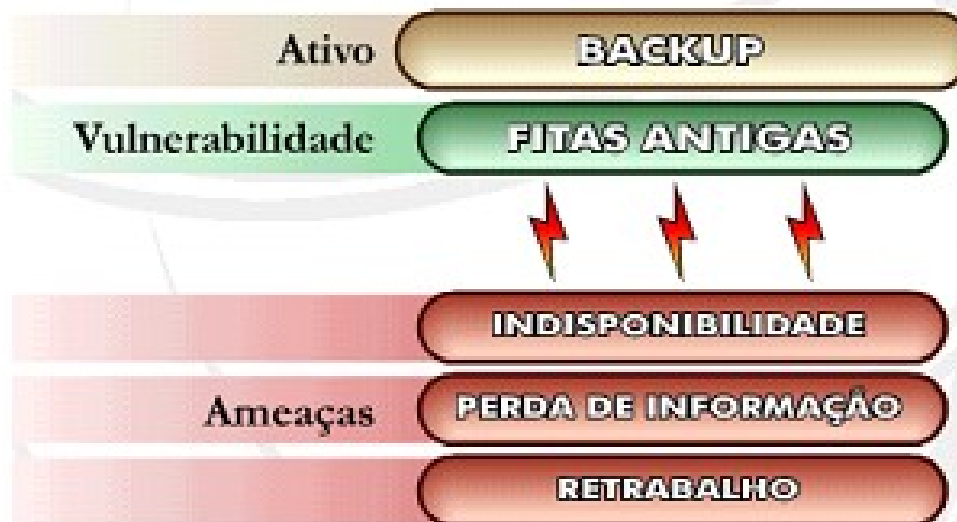 Ativo BACKUP
Vulnerabilidade FITAS ANTIGAS
INDISPONIBILIDADE
Ameaças PERDA DE INFORMAÇÃO
RETRABALHO